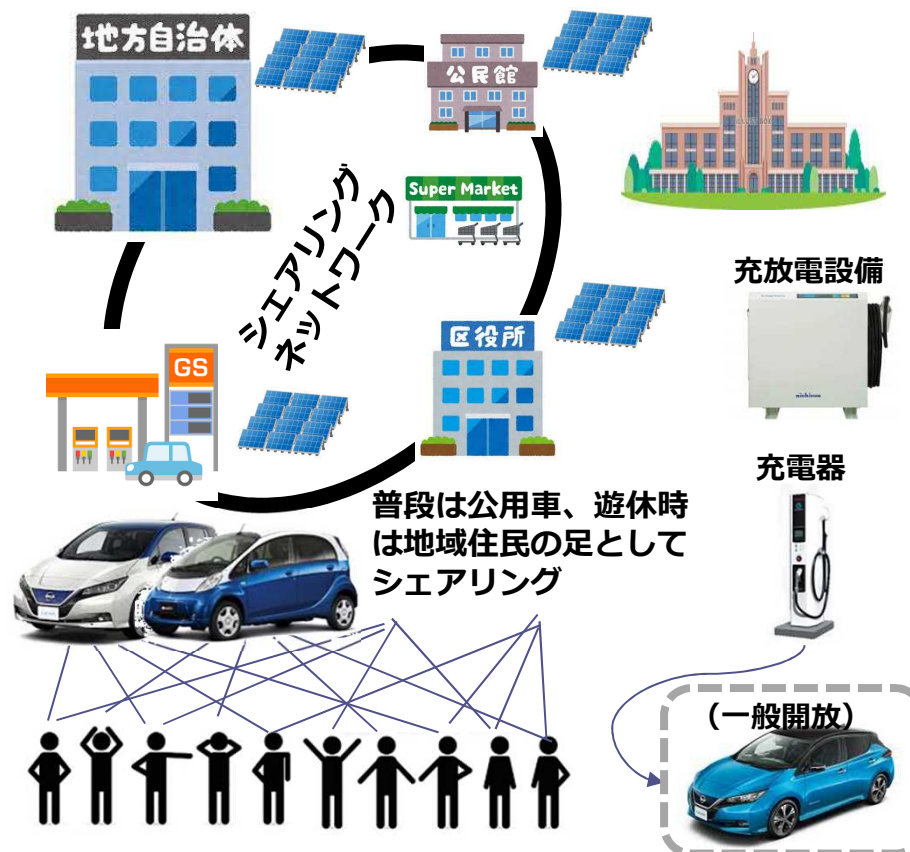 地方自治体
公民館
Super Market
シェアリング
ネットワーク
充放電設備
区役所
GS
nichicon
充電器
普段は公用車、遊休時
は地域住民の足として
シェアリング
（一般開放）